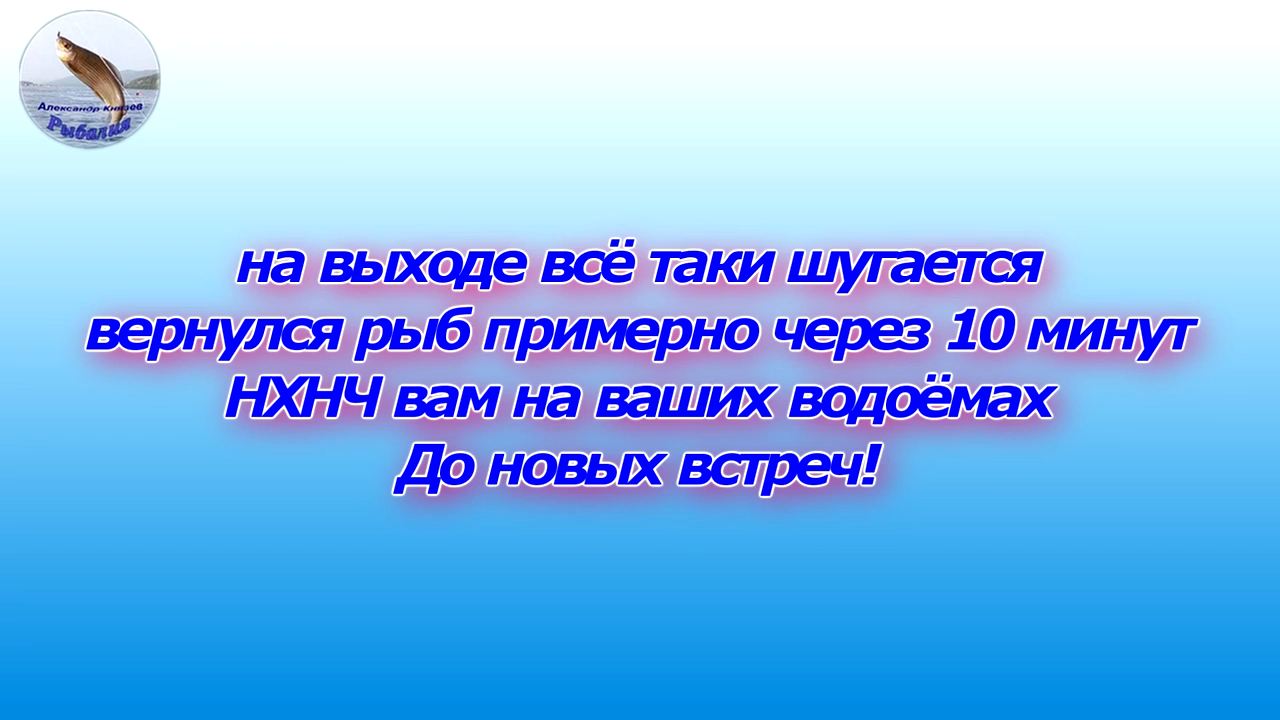 Александр Князев
Рыбалия
на выходе всё таки шугается
вернулся рыб примерно через 10 минут
НХНЧ вам на ваших водоёмах
До новых встреч!